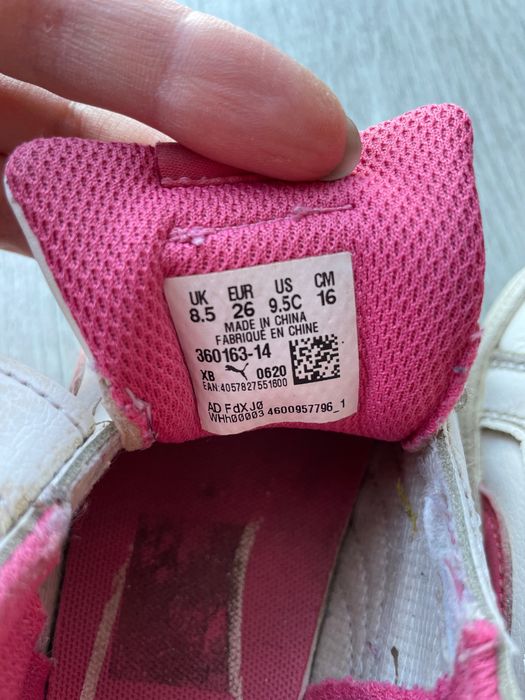 UK EUR US CM
8.5 26 9.5C 16
MADE IN CHINA
FABRIQUÉ EN CHINE
360163-14
XB 0620
EAN:4057827551600
AD FdXJ0
WHh00003 4600957796_1